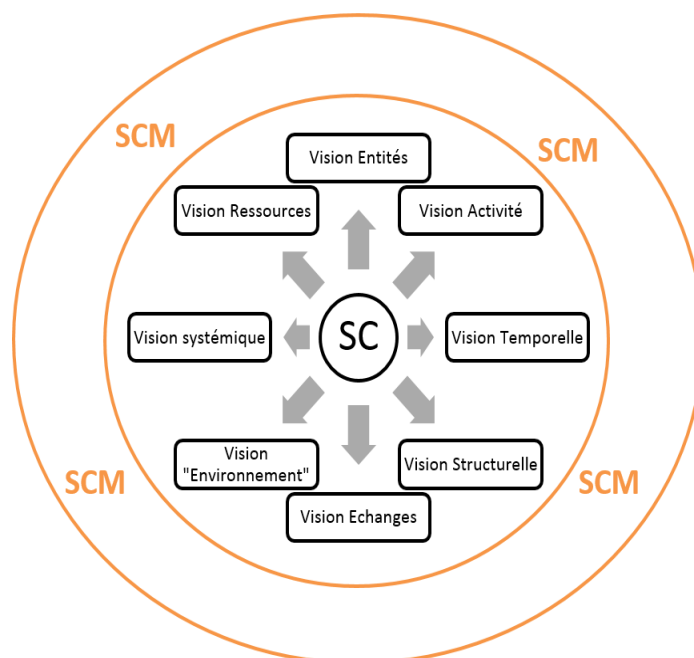 SCM
SCM
Vision Entités
Vision Ressources
Vision Activité
Vision systémique
SC
Vision Temporelle
Vision
"Environnement"
Vision Structurelle
SCM
SCM
Vision Echanges